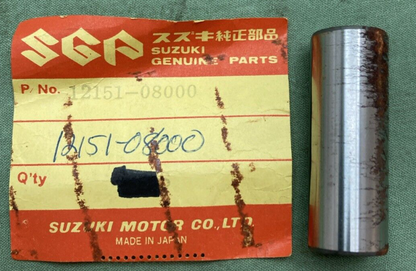 SGP スズキ純正部品
SUZUKI
GENUINE PARTS
P No. 12151-08000
12151-08000
Q'ty
SUZUKI MOTOR CO., LTD.
MADE IN JAPAN